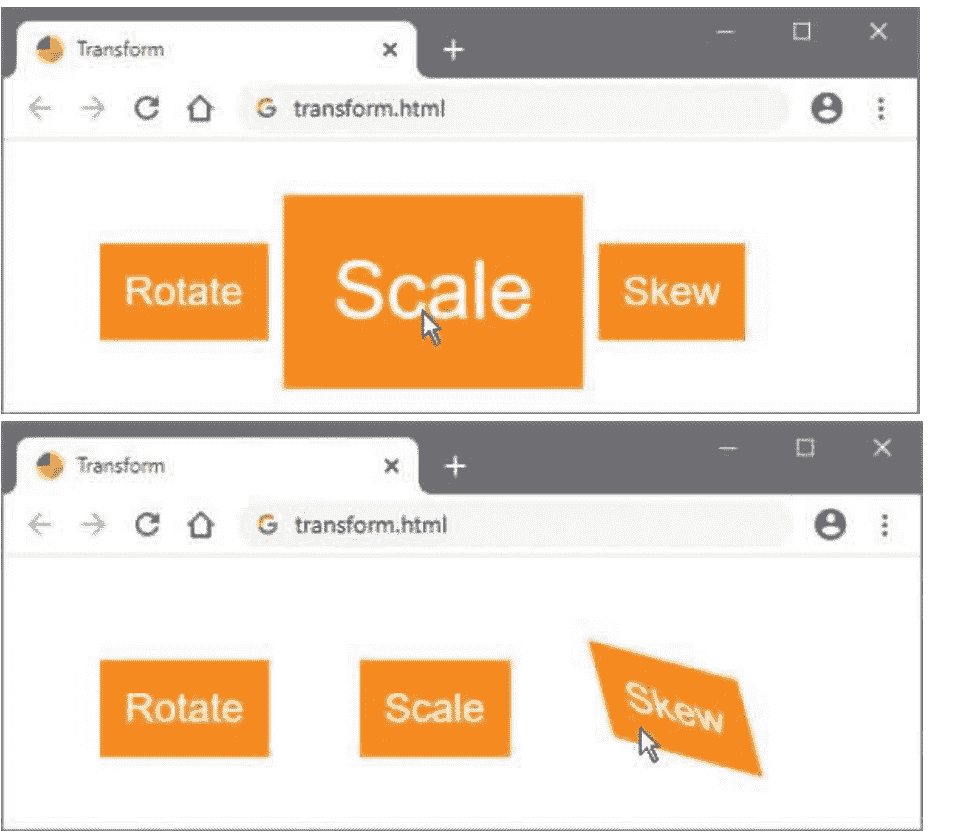 Transform
transform.html
Rotate Scale Skew
Transform
transform.html
Rotate Scale Skew